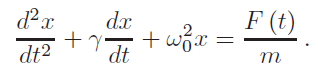 d²x/dt² + γ dx/dt + ω₀²x = F (t)/m .